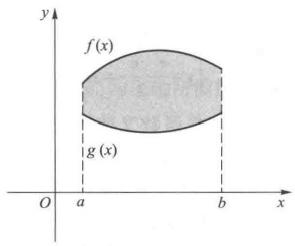 y
f(x)
g(x)
O a b x